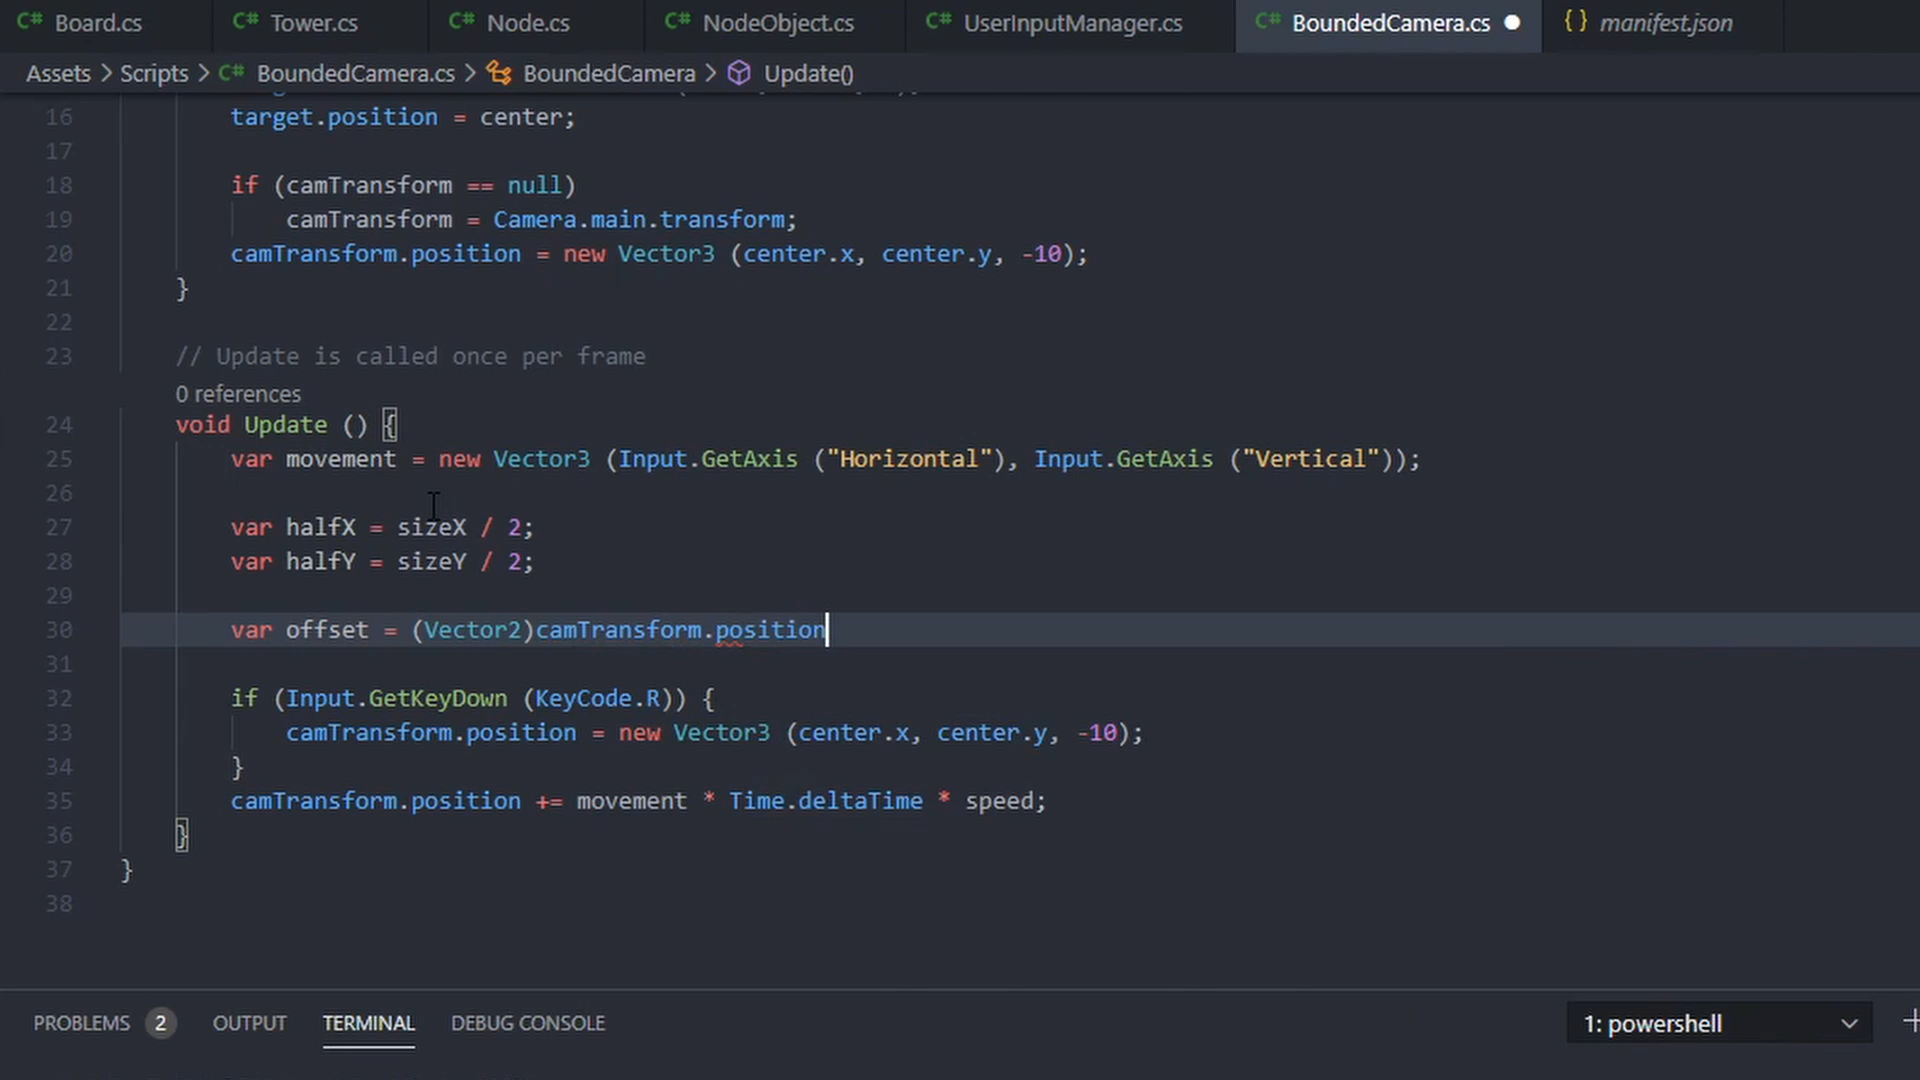 C# Board.cs C# Tower.cs C# Node.cs C# NodeObject.cs C# UserInputManager.cs C# BoundedCamera.cs {} manifest.json
Assets > Scripts > C# BoundedCamera.cs > BoundedCamera > Update()
16 target.position = center;
17
18 if (camTransform == null)
19 camTransform = Camera.main.transform;
20 camTransform.position = new Vector3 (center.x, center.y, -10);
21 }
22
23 // Update is called once per frame
0 references
24 void Update () {
25 var movement = new Vector3 (Input.GetAxis ("Horizontal"), Input.GetAxis ("Vertical"));
26
27 var halfX = sizeX / 2;
28 var halfY = sizeY / 2;
29
30 var offset = (Vector2)camTransform.position
31
32 if (Input.GetKeyDown (KeyCode.R)) {
33 camTransform.position = new Vector3 (center.x, center.y, -10);
34 }
35 camTransform.position += movement * Time.deltaTime * speed;
36 }
37 }
38
PROBLEMS 2 OUTPUT TERMINAL DEBUG CONSOLE 1: powershell